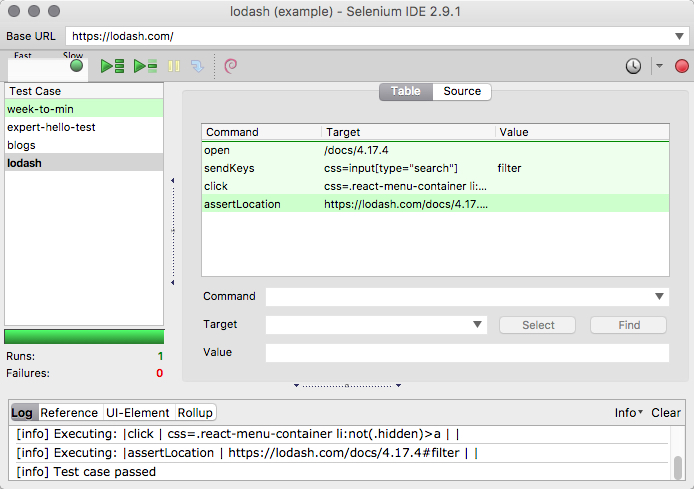 lodash (example) - Selenium IDE 2.9.1
Base URL https://lodash.com/
Fast Slow
Test Case
week-to-min
expert-hello-test
blogs
lodash
Runs: 1
Failures: 0
Table Source
Command Target Value
open /docs/4.17.4
sendKeys css=input[type="search"] filter
click css=.react-menu-container li:...
assertLocation https://lodash.com/docs/4.17....
Command
Target Select Find
Value
Log Reference UI-Element Rollup Info Clear
[info] Executing: |click | css=.react-menu-container li:not(.hidden)>a | |
[info] Executing: |assertLocation | https://lodash.com/docs/4.17.4#filter | |
[info] Test case passed